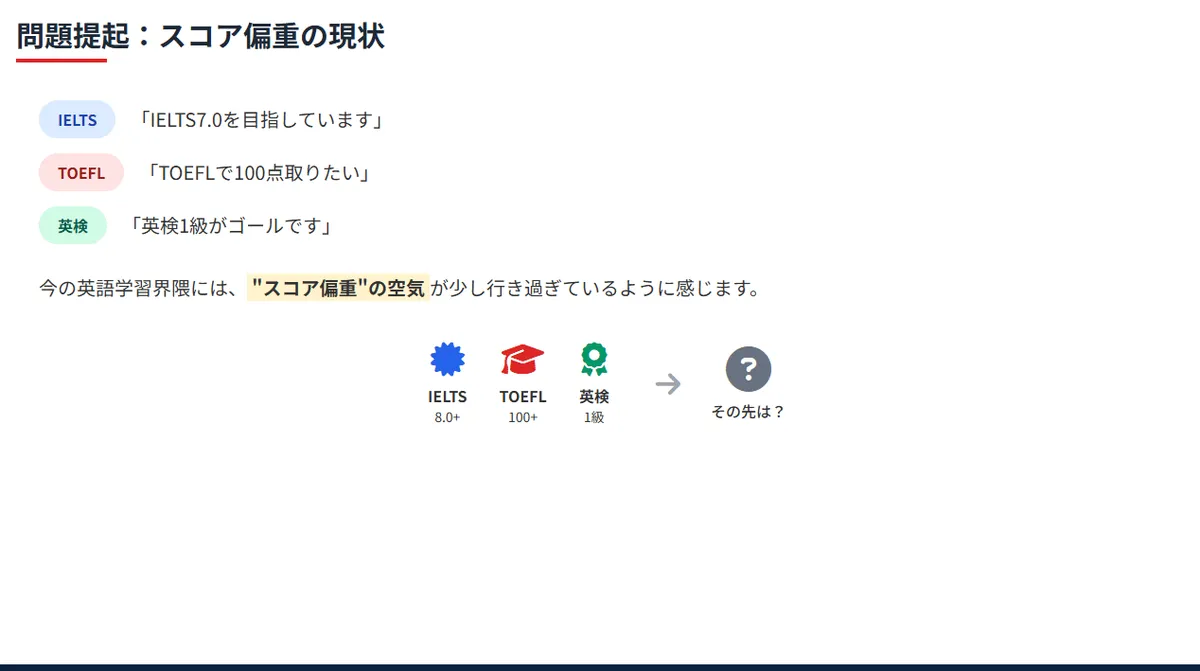 問題提起：スコア偏重の現状
IELTS 「IELTS7.0を目指しています」
TOEFL 「TOEFLで100点取りたい」
英検 「英検1級がゴールです」
今の英語学習界隈には、"スコア偏重"の空気が少し行き過ぎているように感じます。
IELTS TOEFL 英検
8.0+ 100+ 1級
?
その先は？